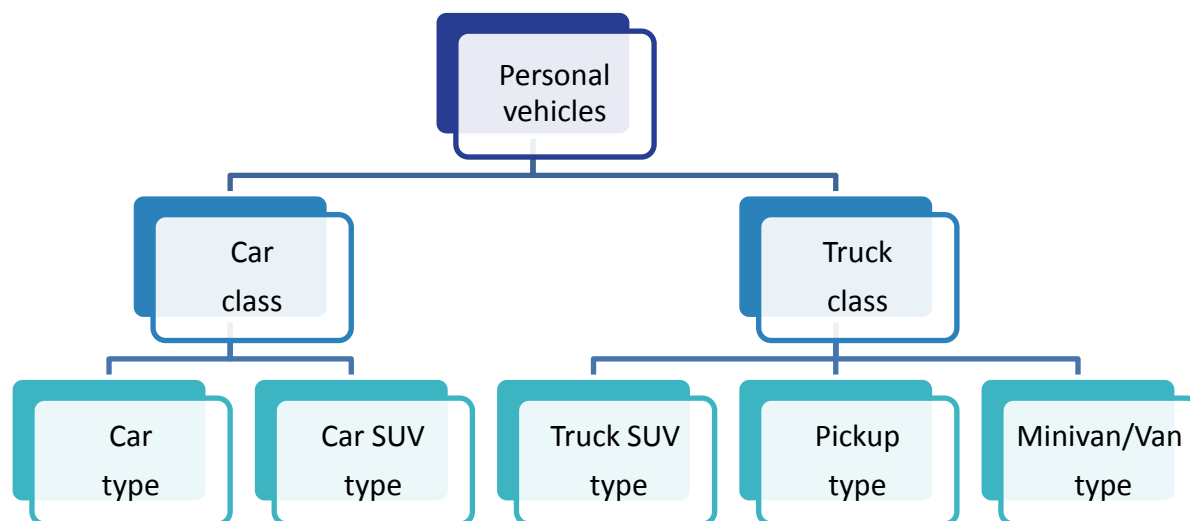 Personal
vehicles
Car
class
Truck
class
Car
type
Car SUV
type
Truck SUV
type
Pickup
type
Minivan/Van
type